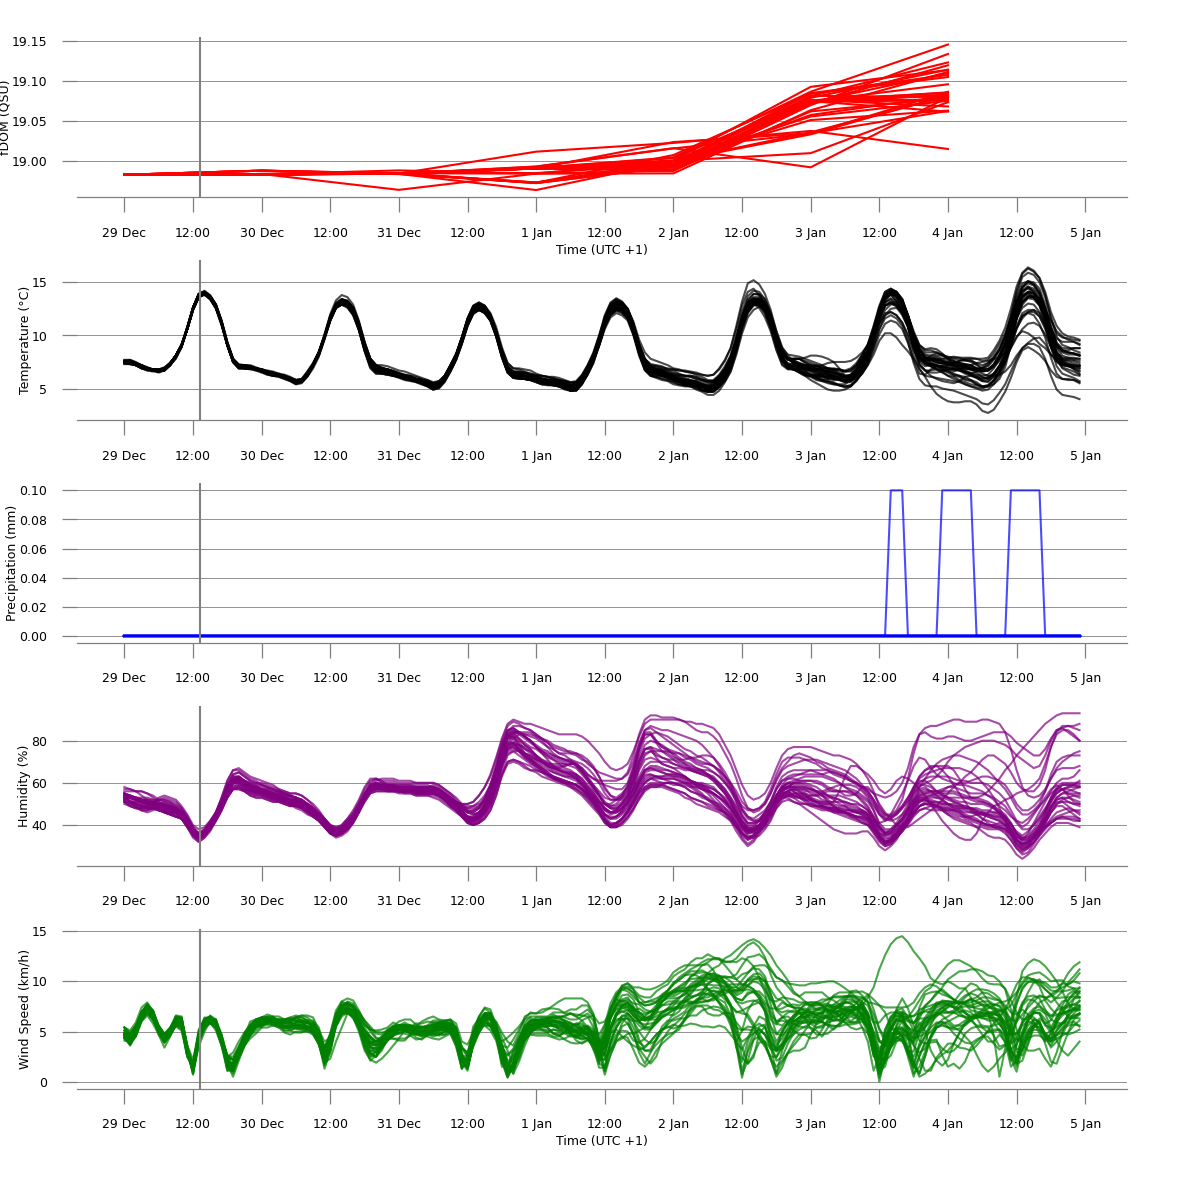 19.15
19.10
19.05
19.00
fDOM (QSU)
29 Dec 12:00 30 Dec 12:00 31 Dec 12:00 1 Jan 12:00 2 Jan 12:00 3 Jan 12:00 4 Jan 12:00 5 Jan
Time (UTC +1)
15
10
5
Temperature (°C)
29 Dec 12:00 30 Dec 12:00 31 Dec 12:00 1 Jan 12:00 2 Jan 12:00 3 Jan 12:00 4 Jan 12:00 5 Jan
0.10
0.08
0.06
0.04
0.02
0.00
Precipitation (mm)
29 Dec 12:00 30 Dec 12:00 31 Dec 12:00 1 Jan 12:00 2 Jan 12:00 3 Jan 12:00 4 Jan 12:00 5 Jan
80
60
40
Humidity (%)
29 Dec 12:00 30 Dec 12:00 31 Dec 12:00 1 Jan 12:00 2 Jan 12:00 3 Jan 12:00 4 Jan 12:00 5 Jan
15
10
5
0
Wind Speed (km/h)
29 Dec 12:00 30 Dec 12:00 31 Dec 12:00 1 Jan 12:00 2 Jan 12:00 3 Jan 12:00 4 Jan 12:00 5 Jan
Time (UTC +1)